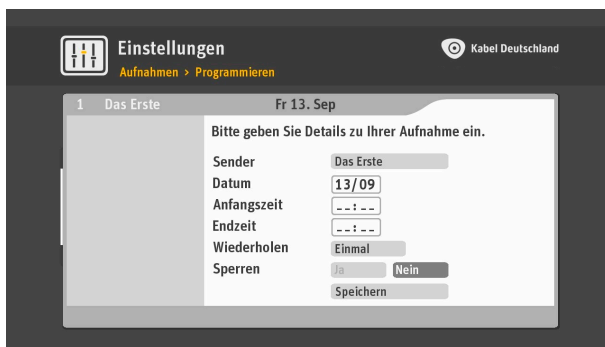 Einstellungen
Kabel Deutschland
Aufnahmen > Programmieren
1 Das Erste Fr 13. Sep
Bitte geben Sie Details zu Ihrer Aufnahme ein.
Sender Das Erste
Datum 13/09
Anfangszeit _ _ : _ _
Endzeit _ _ : _ _
Wiederholen Einmal
Sperren Ja Nein
Speichern